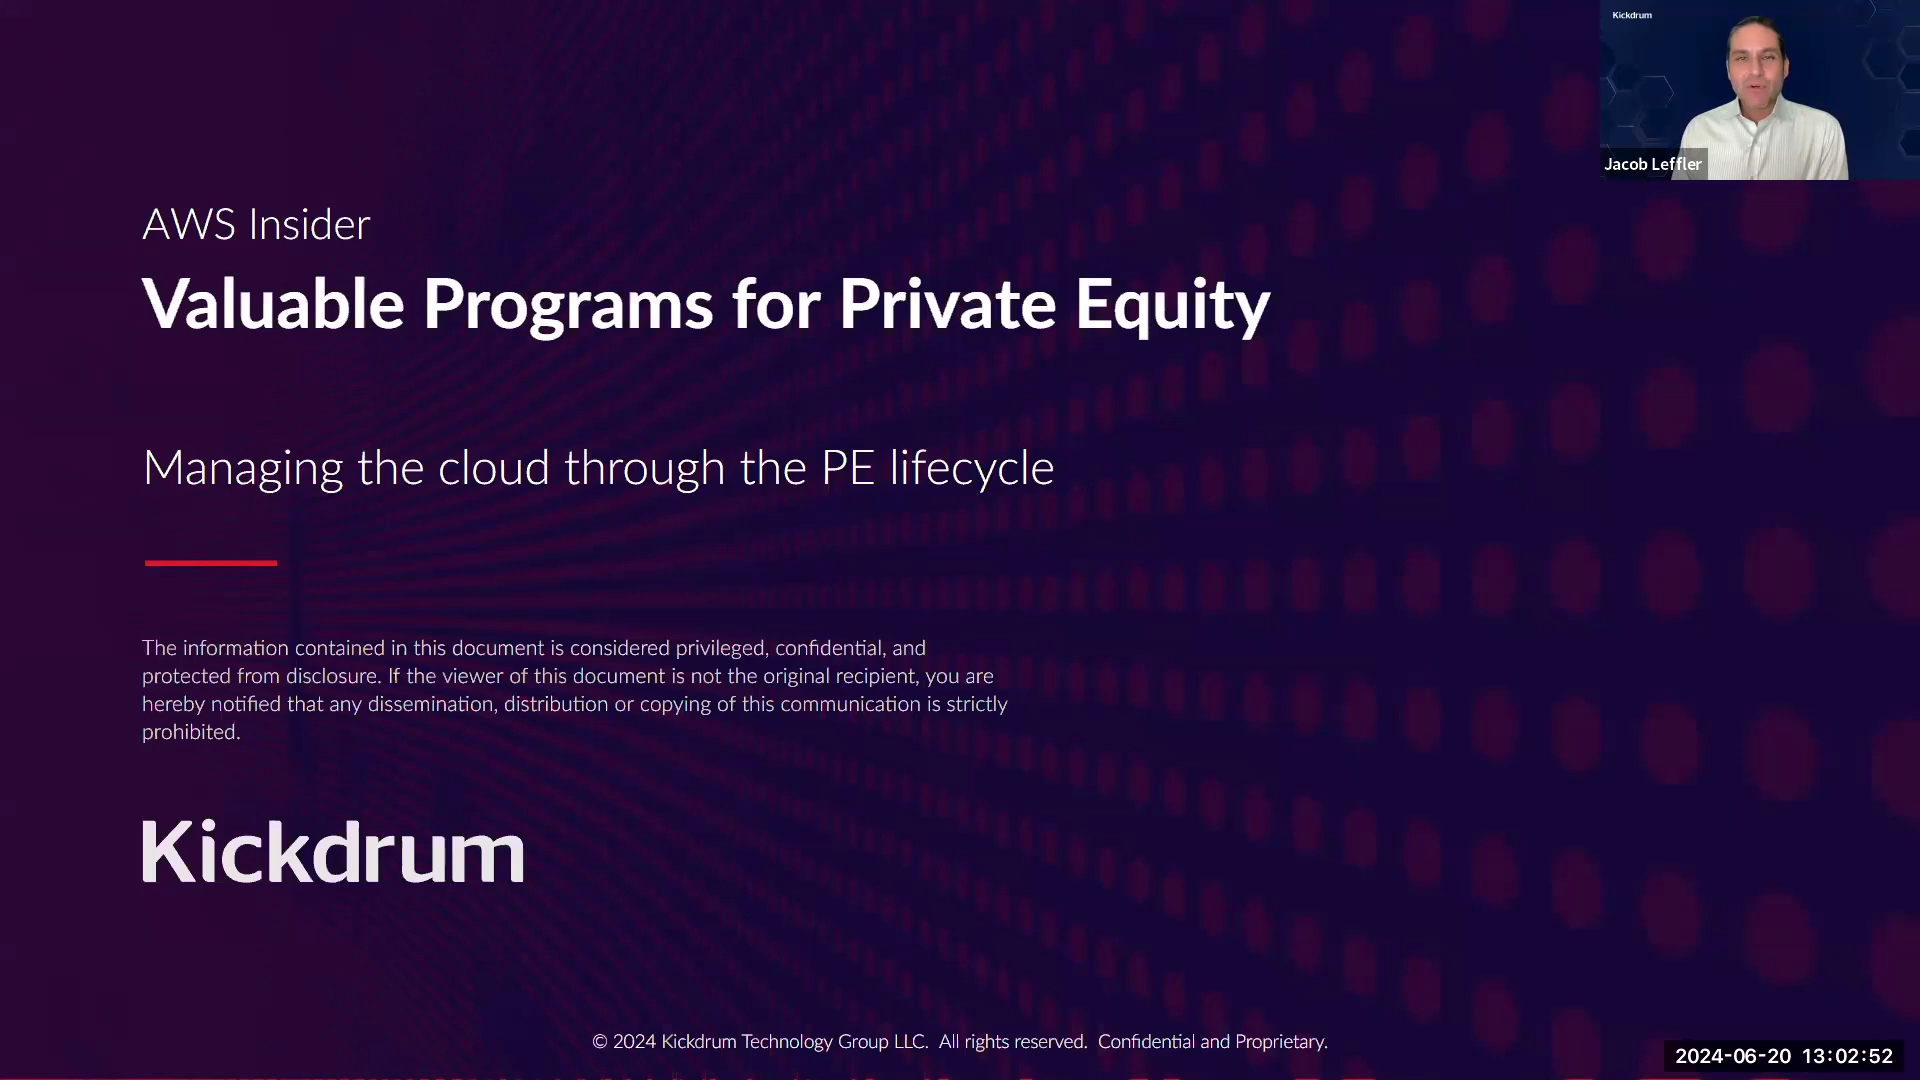 Kickdrum
Jacob Leffler
AWS Insider
Valuable Programs for Private Equity
Managing the cloud through the PE lifecycle
The information contained in this document is considered privileged, confidential, and
protected from disclosure. If the viewer of this document is not the original recipient, you are
hereby notified that any dissemination, distribution or copying of this communication is strictly
prohibited.
Kickdrum
© 2024 Kickdrum Technology Group LLC. All rights reserved. Confidential and Proprietary.
2024-06-20 13:02:52